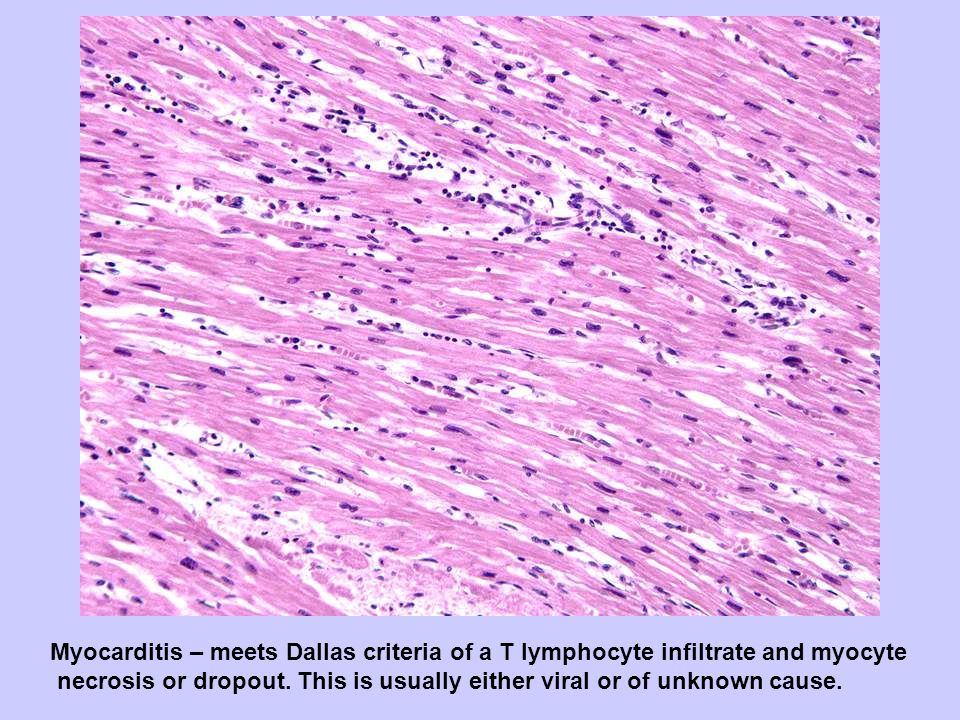 Myocarditis – meets Dallas criteria of a T lymphocyte infiltrate and myocyte
necrosis or dropout. This is usually either viral or of unknown cause.